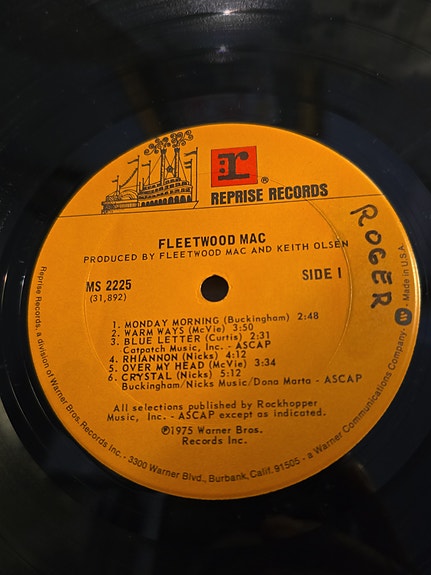 r ®
REPRISE RECORDS
FLEETWOOD MAC
PRODUCED BY FLEETWOOD MAC AND KEITH OLSEN
MS 2225
(31,892)
SIDE 1
1. MONDAY MORNING (Buckingham) 2:48
2. WARM WAYS (McVie) 3:50
3. BLUE LETTER (Curtis) 2:31
Catpotch Music, Inc. - ASCAP
4. RHIANNON (Nicks) 4:12
5. OVER MY HEAD (McVie) 3:34
6. CRYSTAL (Nicks) 5:12
Buckingham/Nicks Music/Dona Marta - ASCAP
All selections published by Rockhopper
Music, Inc. - ASCAP except as indicated.
℗1975 Warner Bros.
Records Inc.
Reprise Records, a division of Warner Bros. Records Inc. - 3300 Warner Blvd., Burbank, Calif. 91505 - a Warner Communications Company. W Made in U.S.A.
ROGER